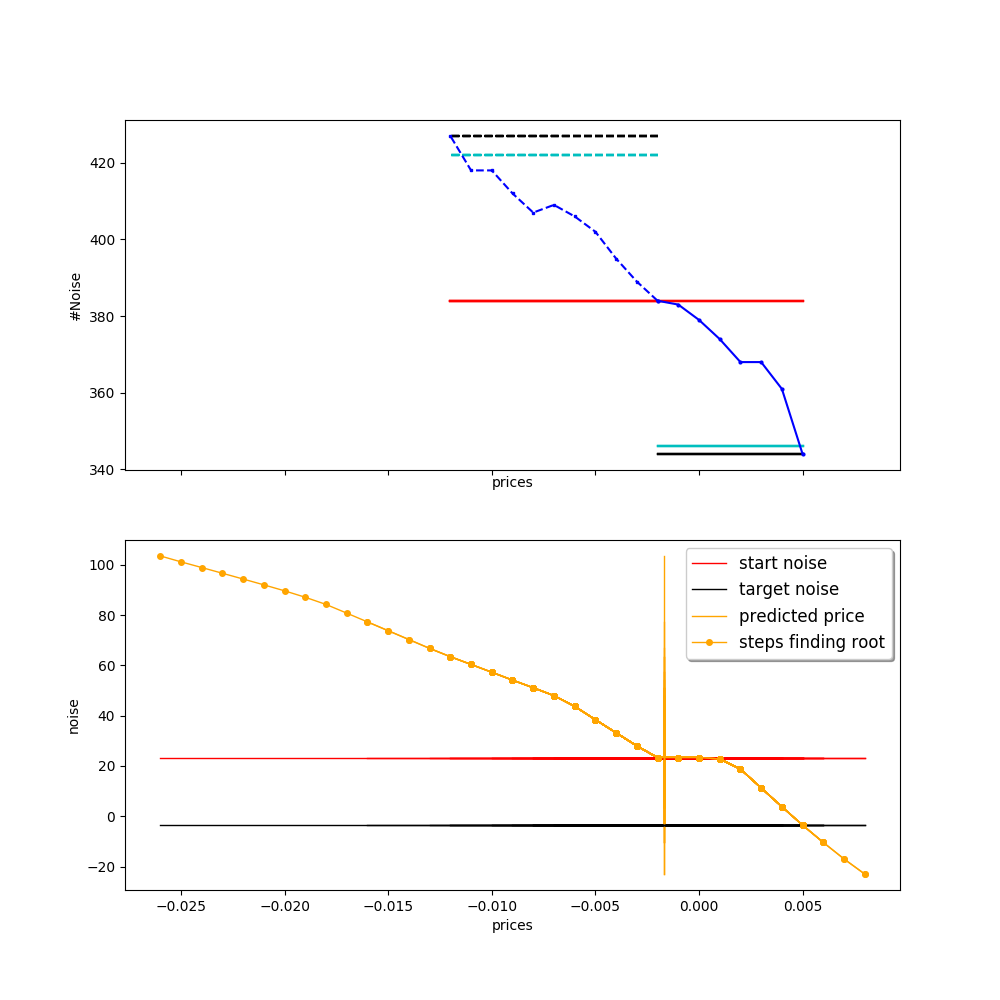 420
400
380
360
340
#Noise
prices
100
80
60
40
20
0
−20
noise
start noise
target noise
predicted price
steps finding root
−0.025 −0.020 −0.015 −0.010 −0.005 0.000 0.005
prices